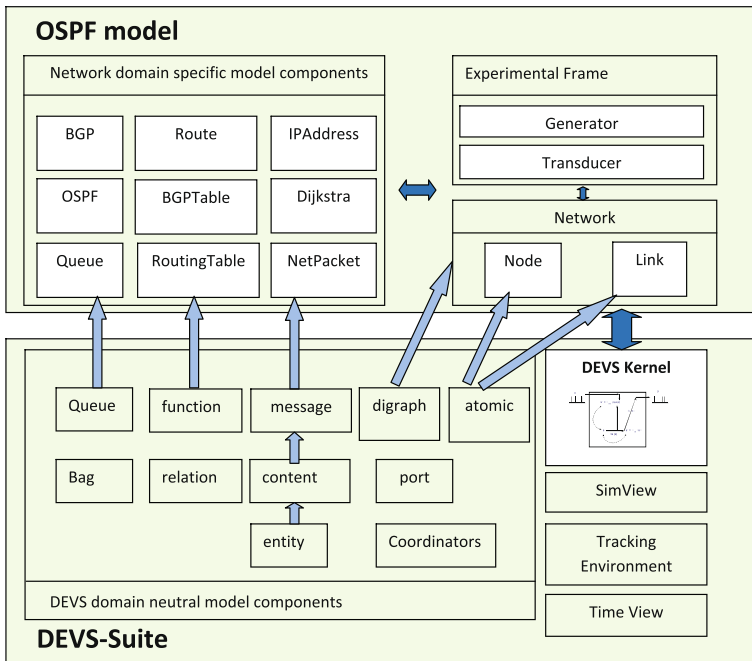 OSPF model
Network domain specific model components
BGP
Route
IPAddress
OSPF
BGPTable
Dijkstra
Queue
RoutingTable
NetPacket
Experimental Frame
Generator
Transducer
Network
Node
Link
Queue
function
message
digraph
atomic
Bag
relation
content
port
entity
Coordinators
DEVS domain neutral model components
DEVS-Suite
DEVS Kernel
SimView
Tracking
Environment
Time View